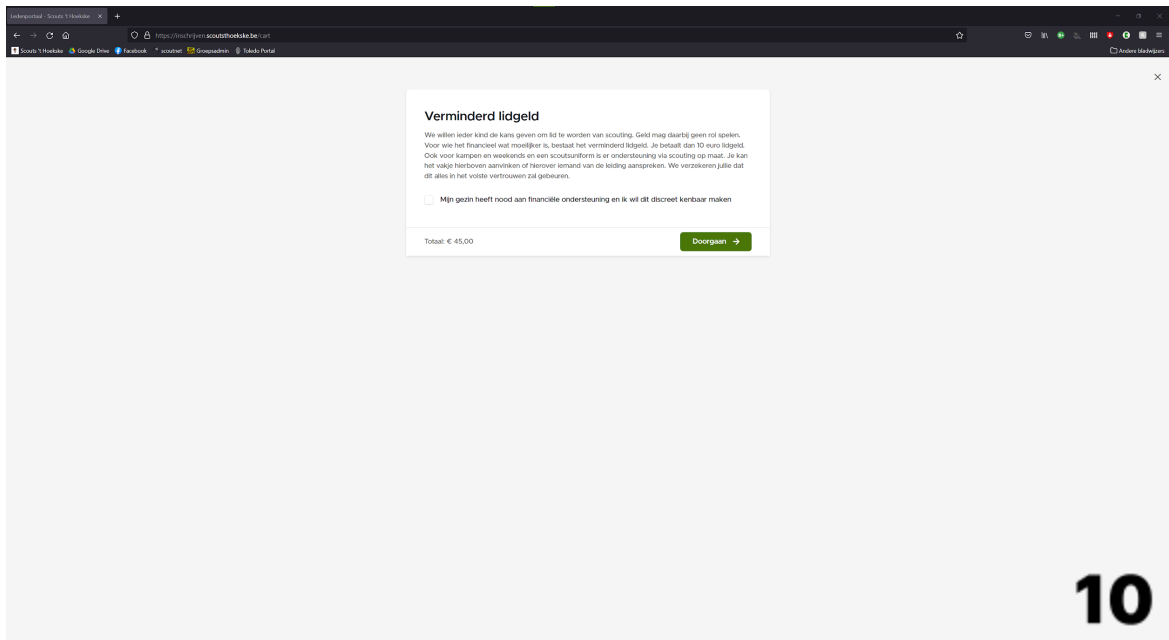 Ledenportaal - Scouts 't Hoekske
https://inschrijven.scoutsthoekske.be/cart
Scouts 't Hoekske Google Drive Facebook scoutnet Groepsadmin Toledo Portal Andere bladwijzers
Verminderd lidgeld
We willen ieder kind de kans geven om lid te worden van scouting. Geld mag daarbij geen rol spelen.
Voor wie het financieel wat moeilijker is, bestaat het verminderd lidgeld. Je betaalt dan 10 euro lidgeld.
Ook voor kampen en weekends en een scoutsuniform is er ondersteuning via scouting op maat. Je kan
het vakje hierboven aanvinken of hierover iemand van de leiding aanspreken. We verzekeren jullie dat
dit alles in het volste vertrouwen zal gebeuren.
Mijn gezin heeft nood aan financiële ondersteuning en ik wil dit discreet kenbaar maken
Totaal: € 45,00 Doorgaan
10